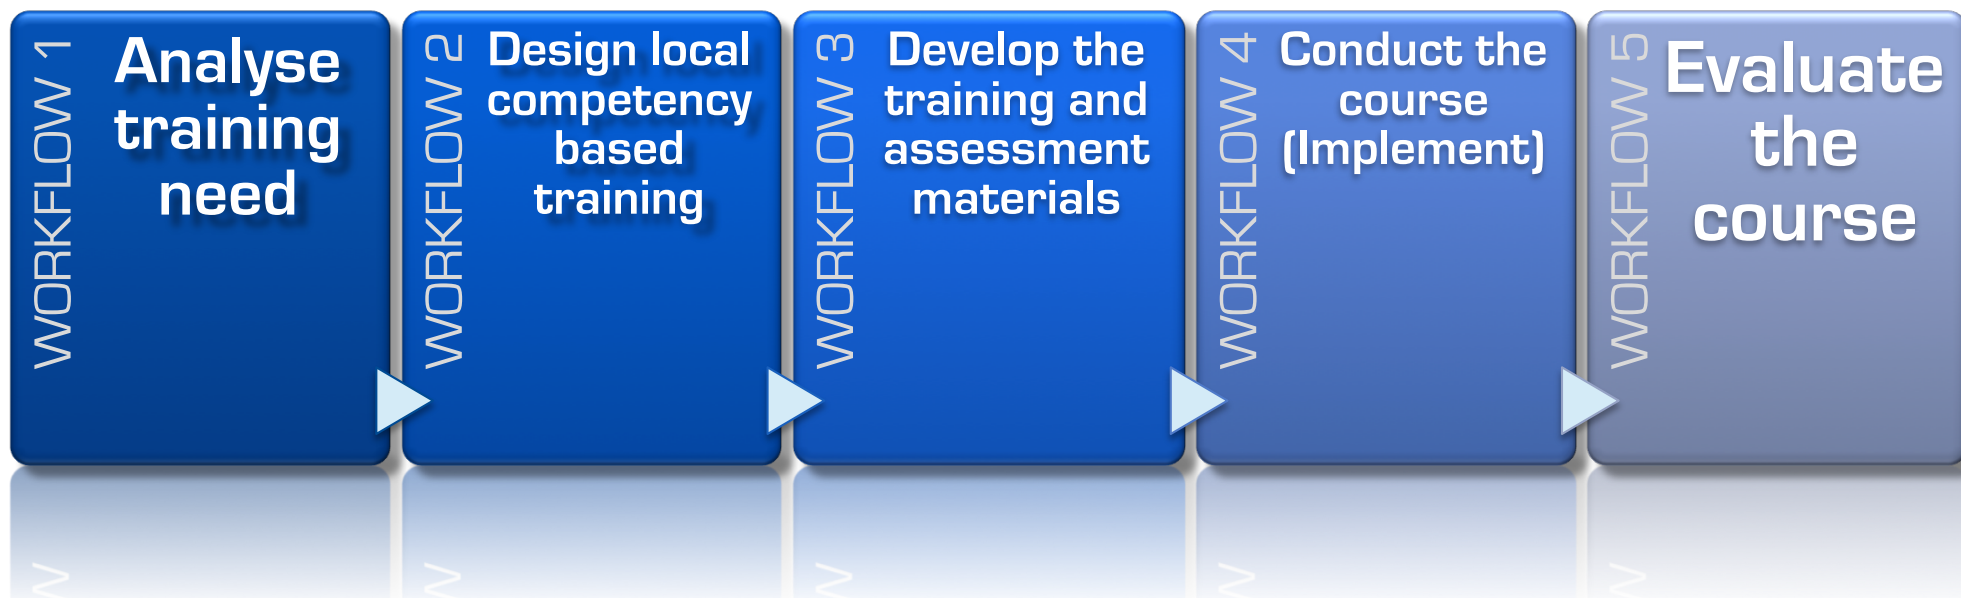 WORKFLOW 1
Analyse
training
need
WORKFLOW 2
Design local
competency
based
training
WORKFLOW 3
Develop the
training and
assessment
materials
WORKFLOW 4
Conduct the
course
(Implement)
WORKFLOW 5
Evaluate
the
course